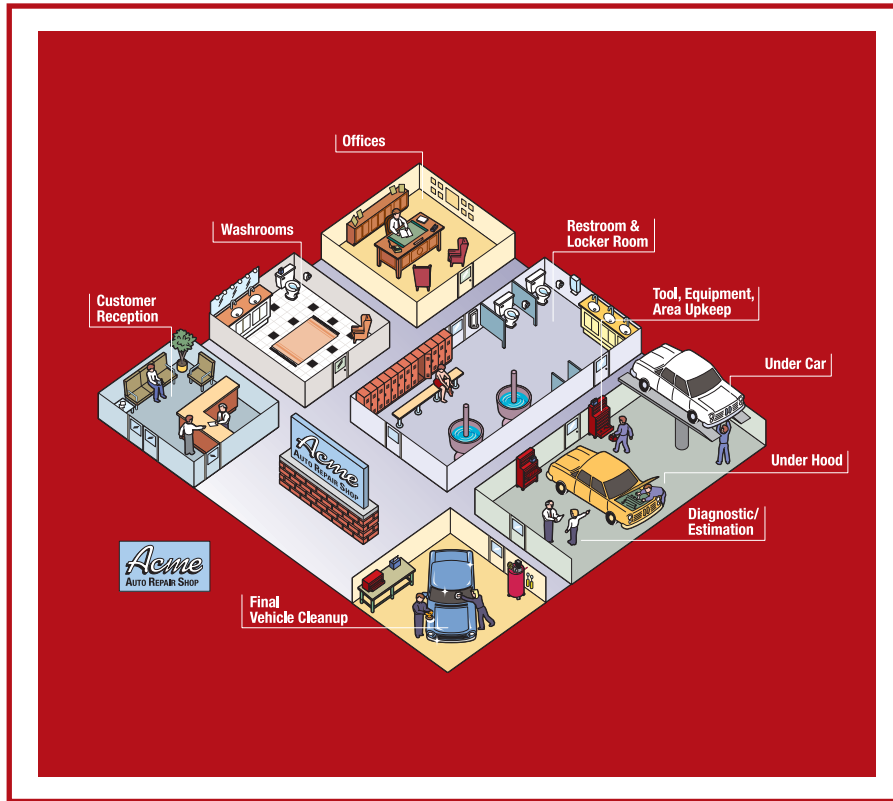 Offices
Washrooms
Restroom &
Locker Room
Customer
Reception
Tool, Equipment,
Area Upkeep
Under Car
Under Hood
Diagnostic/
Estimation
Acme
AUTO REPAIR SHOP
Acme
AUTO REPAIR SHOP
Final
Vehicle Cleanup